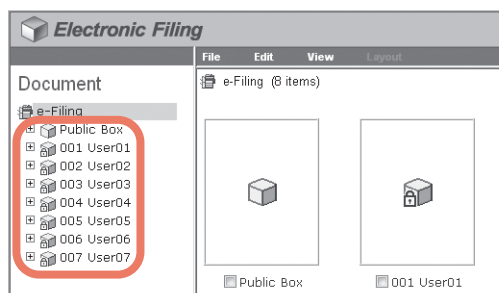 Electronic Filing
File Edit View Layout
Document
e-Filing (8 items)
e-Filing
Public Box
001 User01
002 User02
003 User03
004 User04
005 User05
006 User06
007 User07
Public Box
001 User01